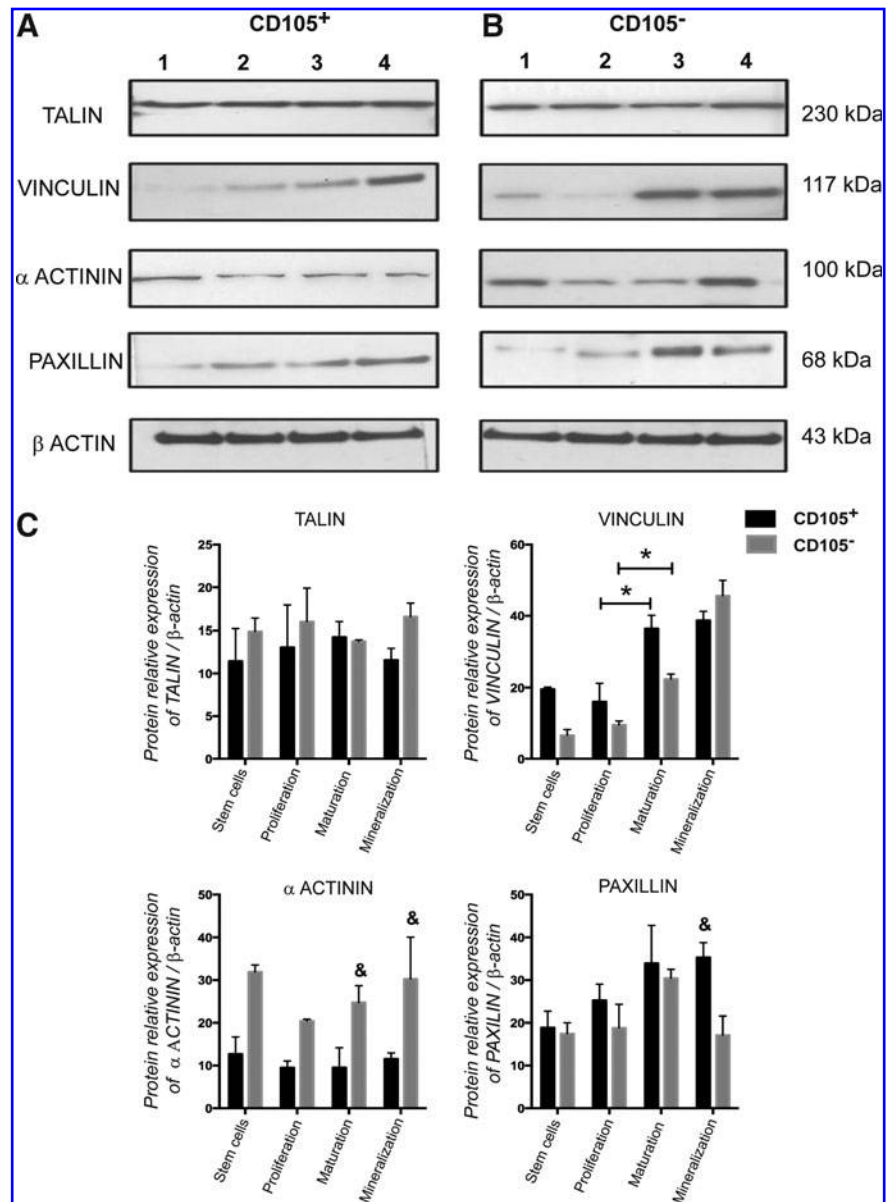 A CD105+ B CD105-
1 2 3 4 1 2 3 4
TALIN 230 kDa
VINCULIN 117 kDa
α ACTININ 100 kDa
PAXILLIN 68 kDa
β ACTIN 43 kDa
C
TALIN
Protein relative expression
of TALIN / β-actin
25
20
15
10
5
0
Stem cells
Proliferation
Maturation
Mineralization
VINCULIN
Protein relative expression
of VINCULIN / β-actin
60
40
20
0
*
*
Stem cells
Proliferation
Maturation
Mineralization
CD105+
CD105-
α ACTININ
Protein relative expression
of α ACTININ / β-actin
50
40
30
20
10
0
&
&
Stem cells
Proliferation
Maturation
Mineralization
PAXILLIN
Protein relative expression
of PAXILIN / β-actin
50
40
30
20
10
0
&
Stem cells
Proliferation
Maturation
Mineralization